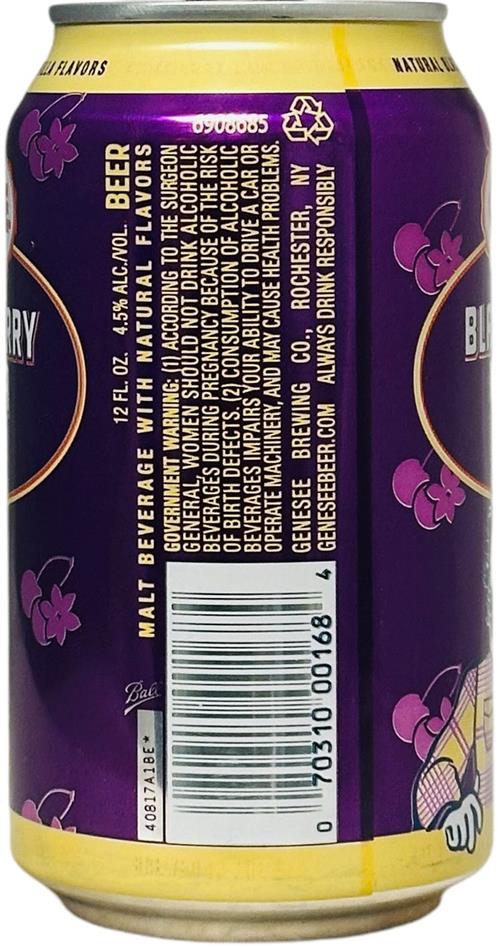 NATURAL
LLA FLAVORS
RRY
BL
6908685
12 FL. OZ. 4.5% ALC./VOL. BEER
MALT BEVERAGE WITH NATURAL FLAVORS
GOVERNMENT WARNING: (1) ACCORDING TO THE SURGEON
GENERAL, WOMEN SHOULD NOT DRINK ALCOHOLIC
BEVERAGES DURING PREGNANCY BECAUSE OF THE RISK
OF BIRTH DEFECTS. (2) CONSUMPTION OF ALCOHOLIC
BEVERAGES IMPAIRS YOUR ABILITY TO DRIVE A CAR OR
OPERATE MACHINERY, AND MAY CAUSE HEALTH PROBLEMS.
GENESEE BREWING CO., ROCHESTER, NY
GENESEEBEER.COM ALWAYS DRINK RESPONSIBLY
Ball
40817A1BE*
0 70310 00168 4